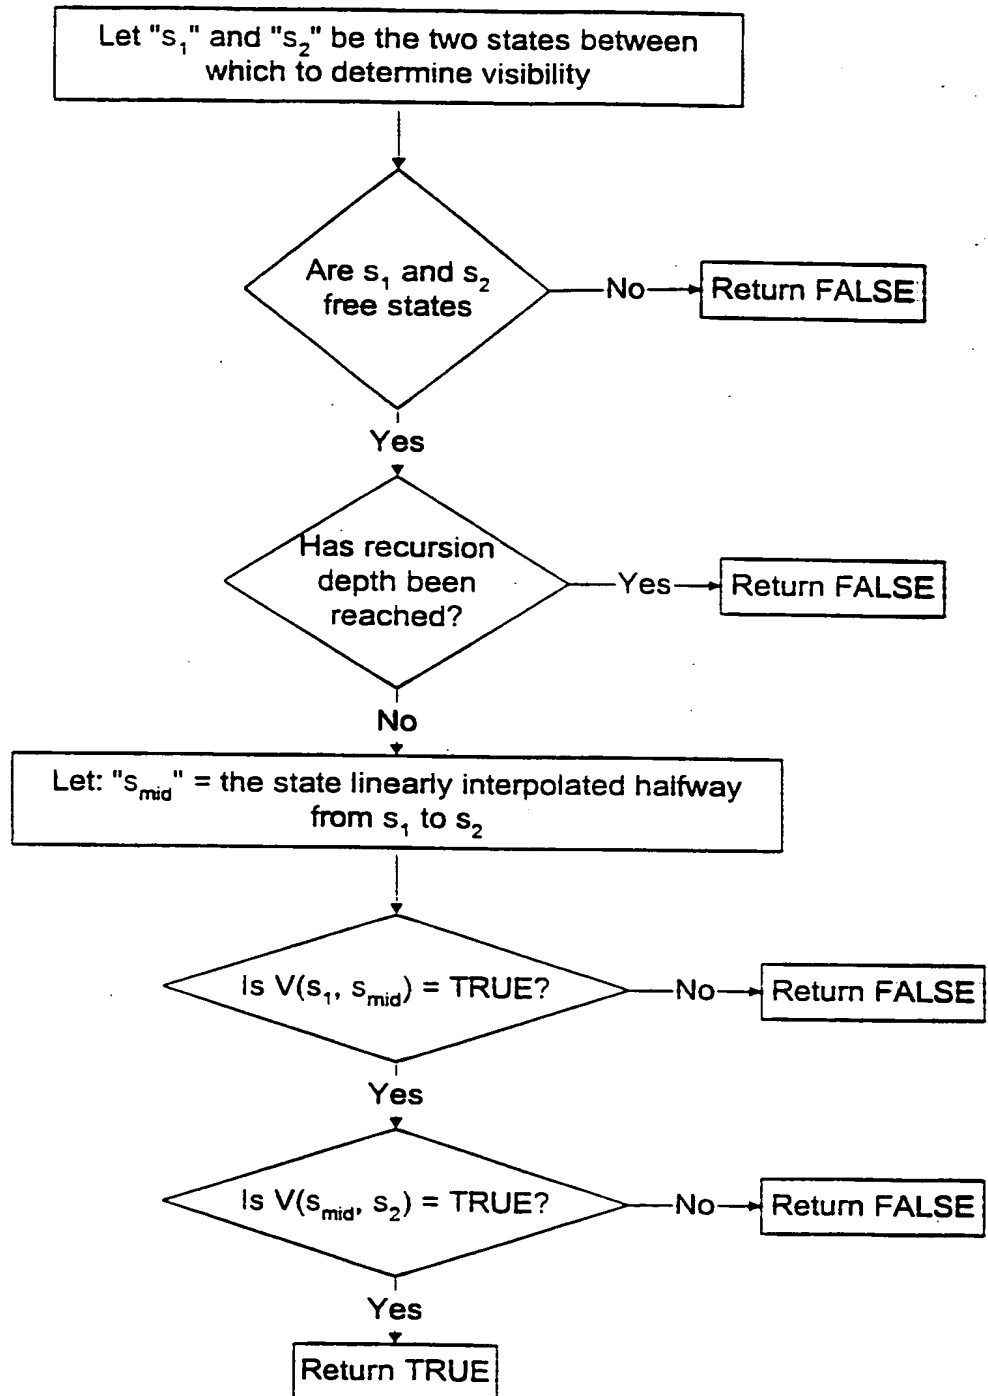 Let "s₁" and "s₂" be the two states between
which to determine visibility
Are s₁ and s₂
free states
No
Return FALSE
Yes
Has recursion
depth been
reached?
Yes
Return FALSE
No
Let: "s_mid" = the state linearly interpolated halfway
from s₁ to s₂
Is V(s₁, s_mid) = TRUE?
No
Return FALSE
Yes
Is V(s_mid, s₂) = TRUE?
No
Return FALSE
Yes
Return TRUE